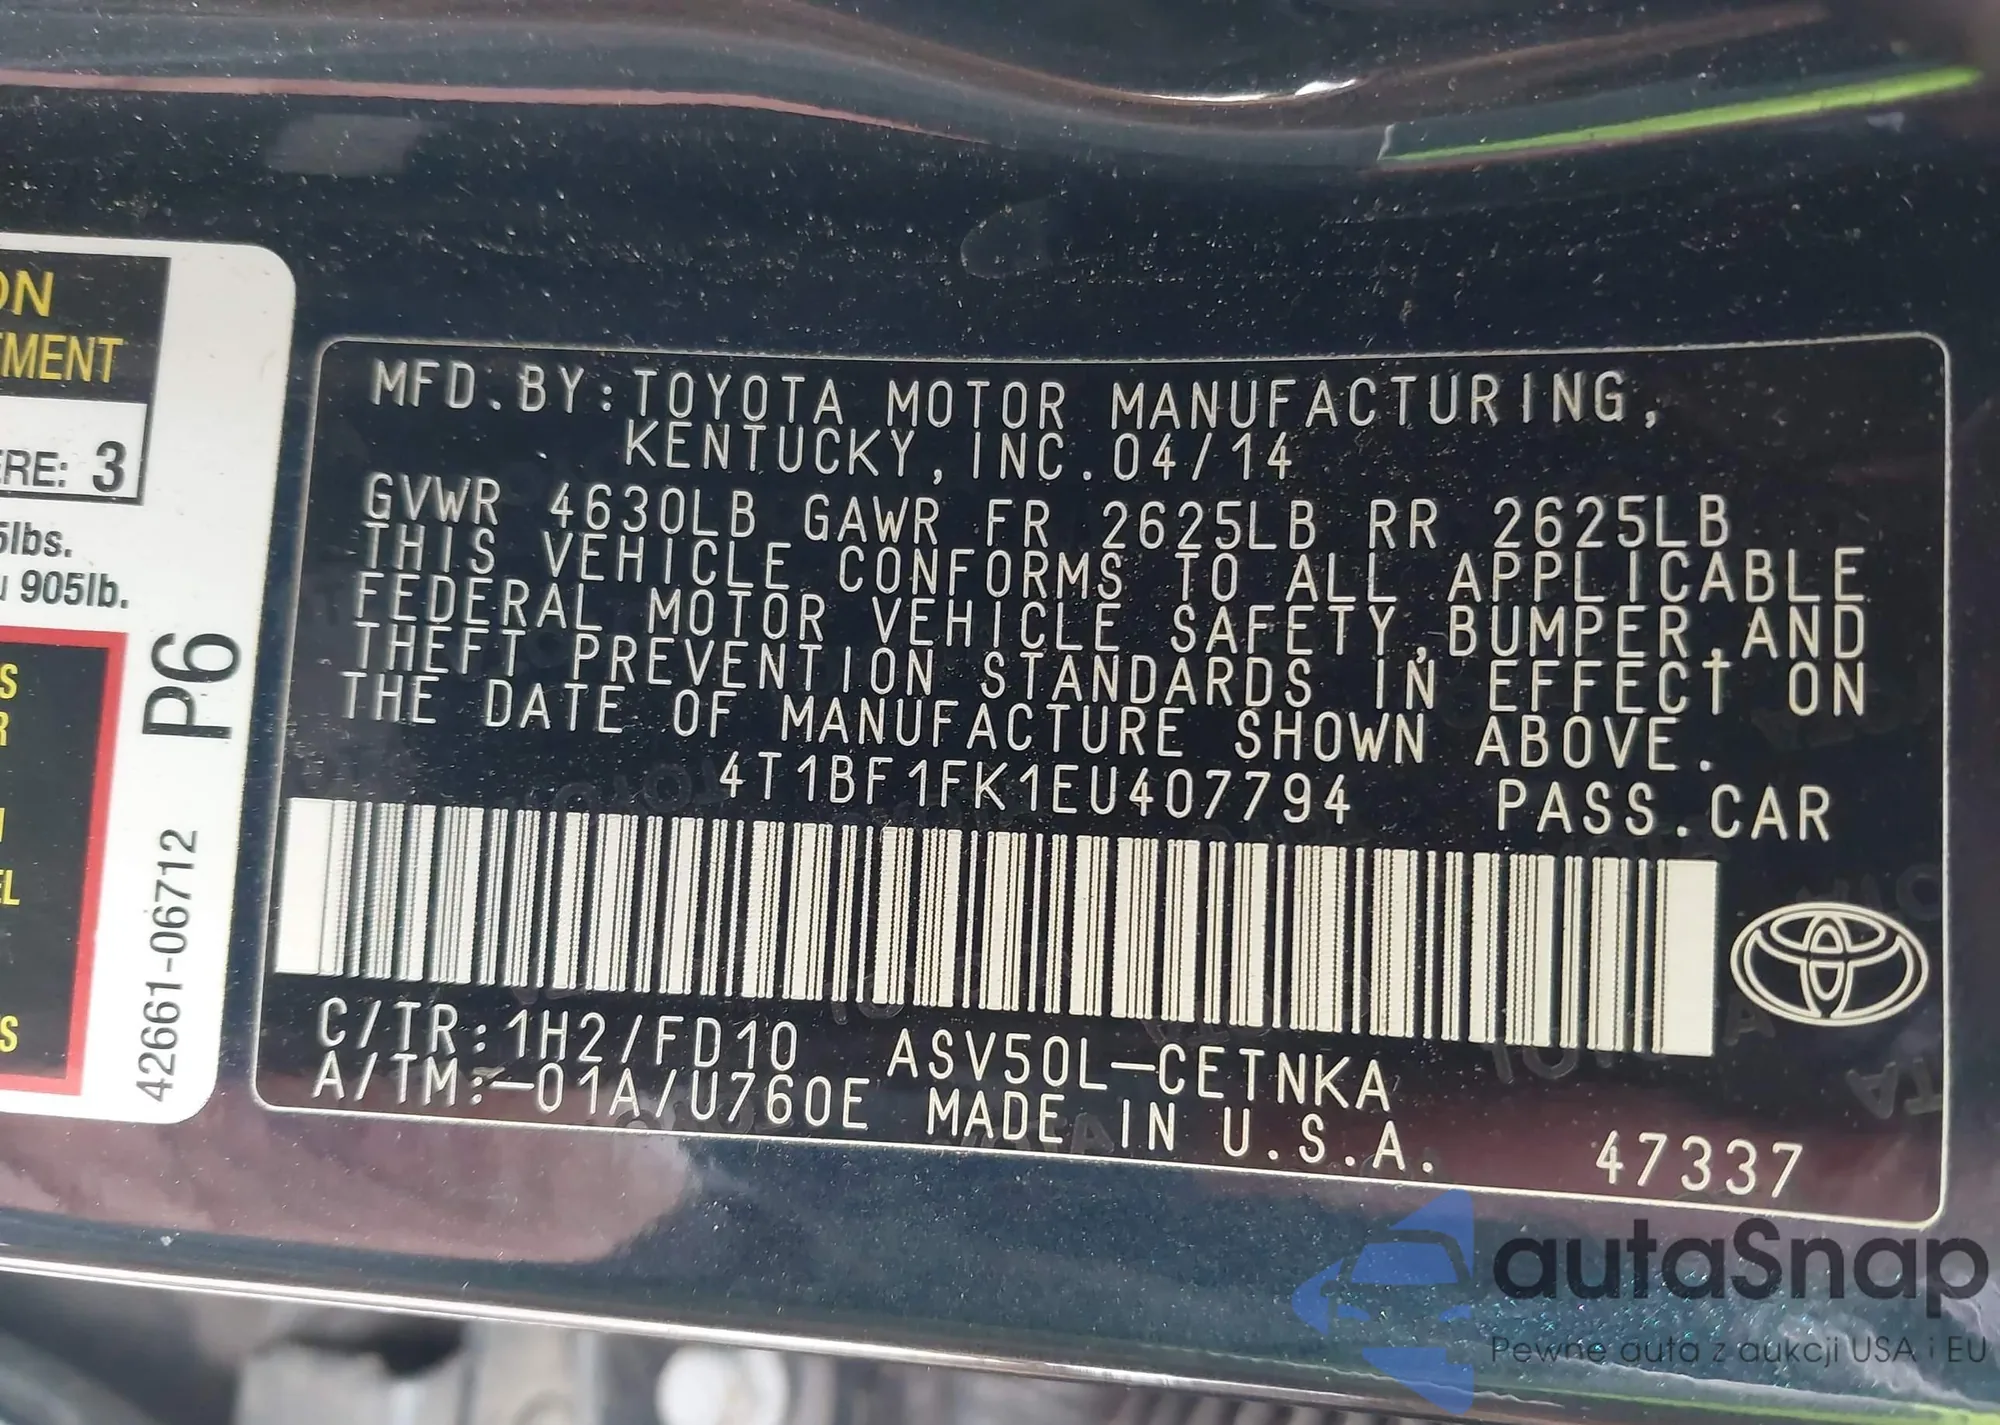 ON
TEMENT
ERE: 3
5lbs.
u 905lb.
S
R
EL
S
P6
42661-06712
MFD. BY: TOYOTA MOTOR MANUFACTURING,
KENTUCKY, INC. 04/14
GVWR 4630LB GAWR FR 2625LB RR 2625LB
THIS VEHICLE CONFORMS TO ALL APPLICABLE
FEDERAL MOTOR VEHICLE SAFETY, BUMPER, AND
THEFT PREVENTION STANDARDS IN EFFECT ON
THE DATE OF MANUFACTURE SHOWN ABOVE.
4T1BF1FK1EU407794 PASS. CAR
C/TR: 1H2/FD10 ASV50L-CETNKA
A/TM: -01A/U760E MADE IN U.S.A. 47337
autaSnap
Pewne auta z aukcji USA i EU